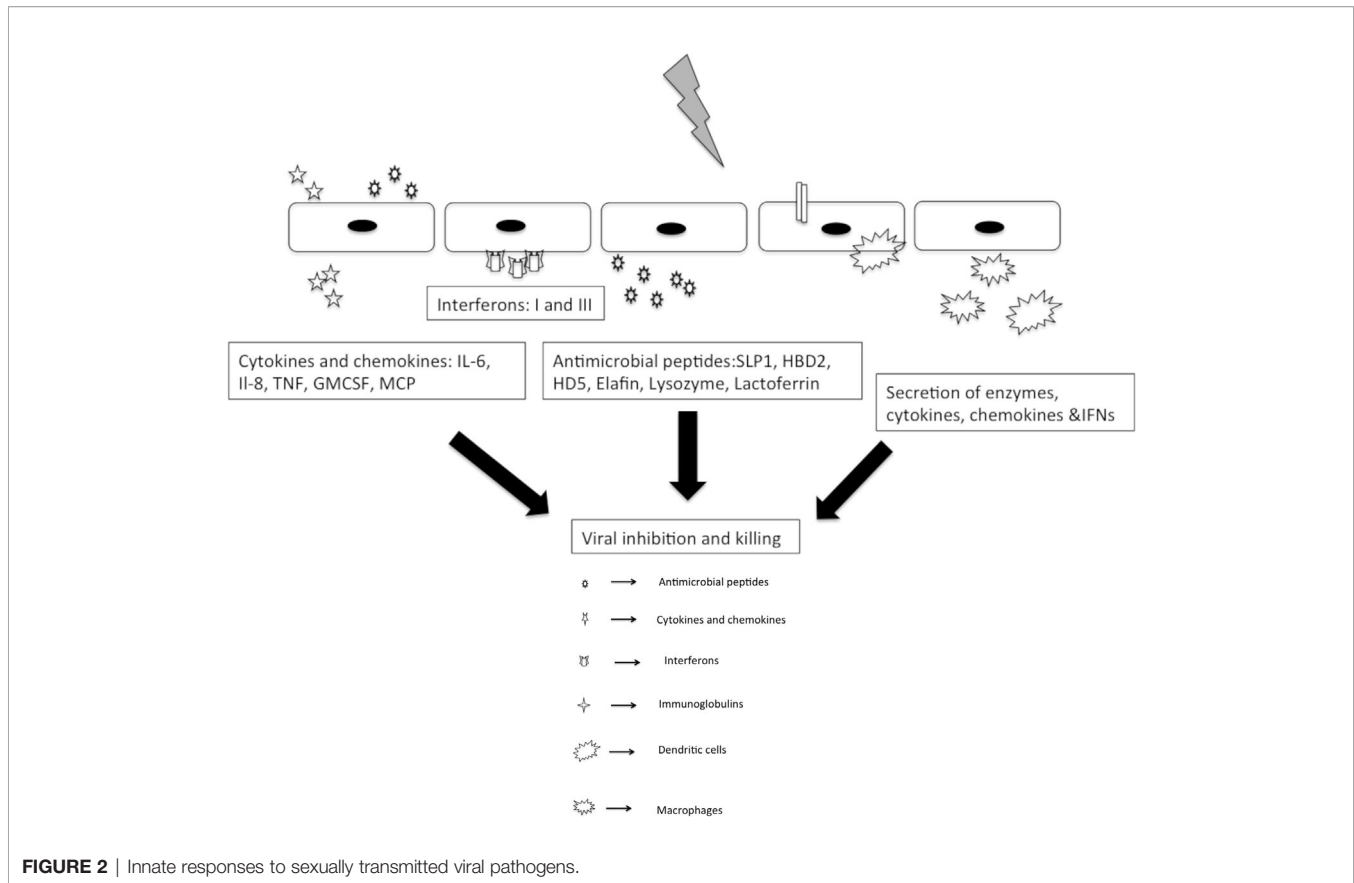 Interferons: I and III
Cytokines and chemokines: IL-6,
Il-8, TNF, GMCSF, MCP
Antimicrobial peptides:SLP1, HBD2,
HD5, Elafin, Lysozyme, Lactoferrin
Secretion of enzymes,
cytokines, chemokines &IFNs
Viral inhibition and killing
Antimicrobial peptides
Cytokines and chemokines
Interferons
Immunoglobulins
Dendritic cells
Macrophages
FIGURE 2 | Innate responses to sexually transmitted viral pathogens.